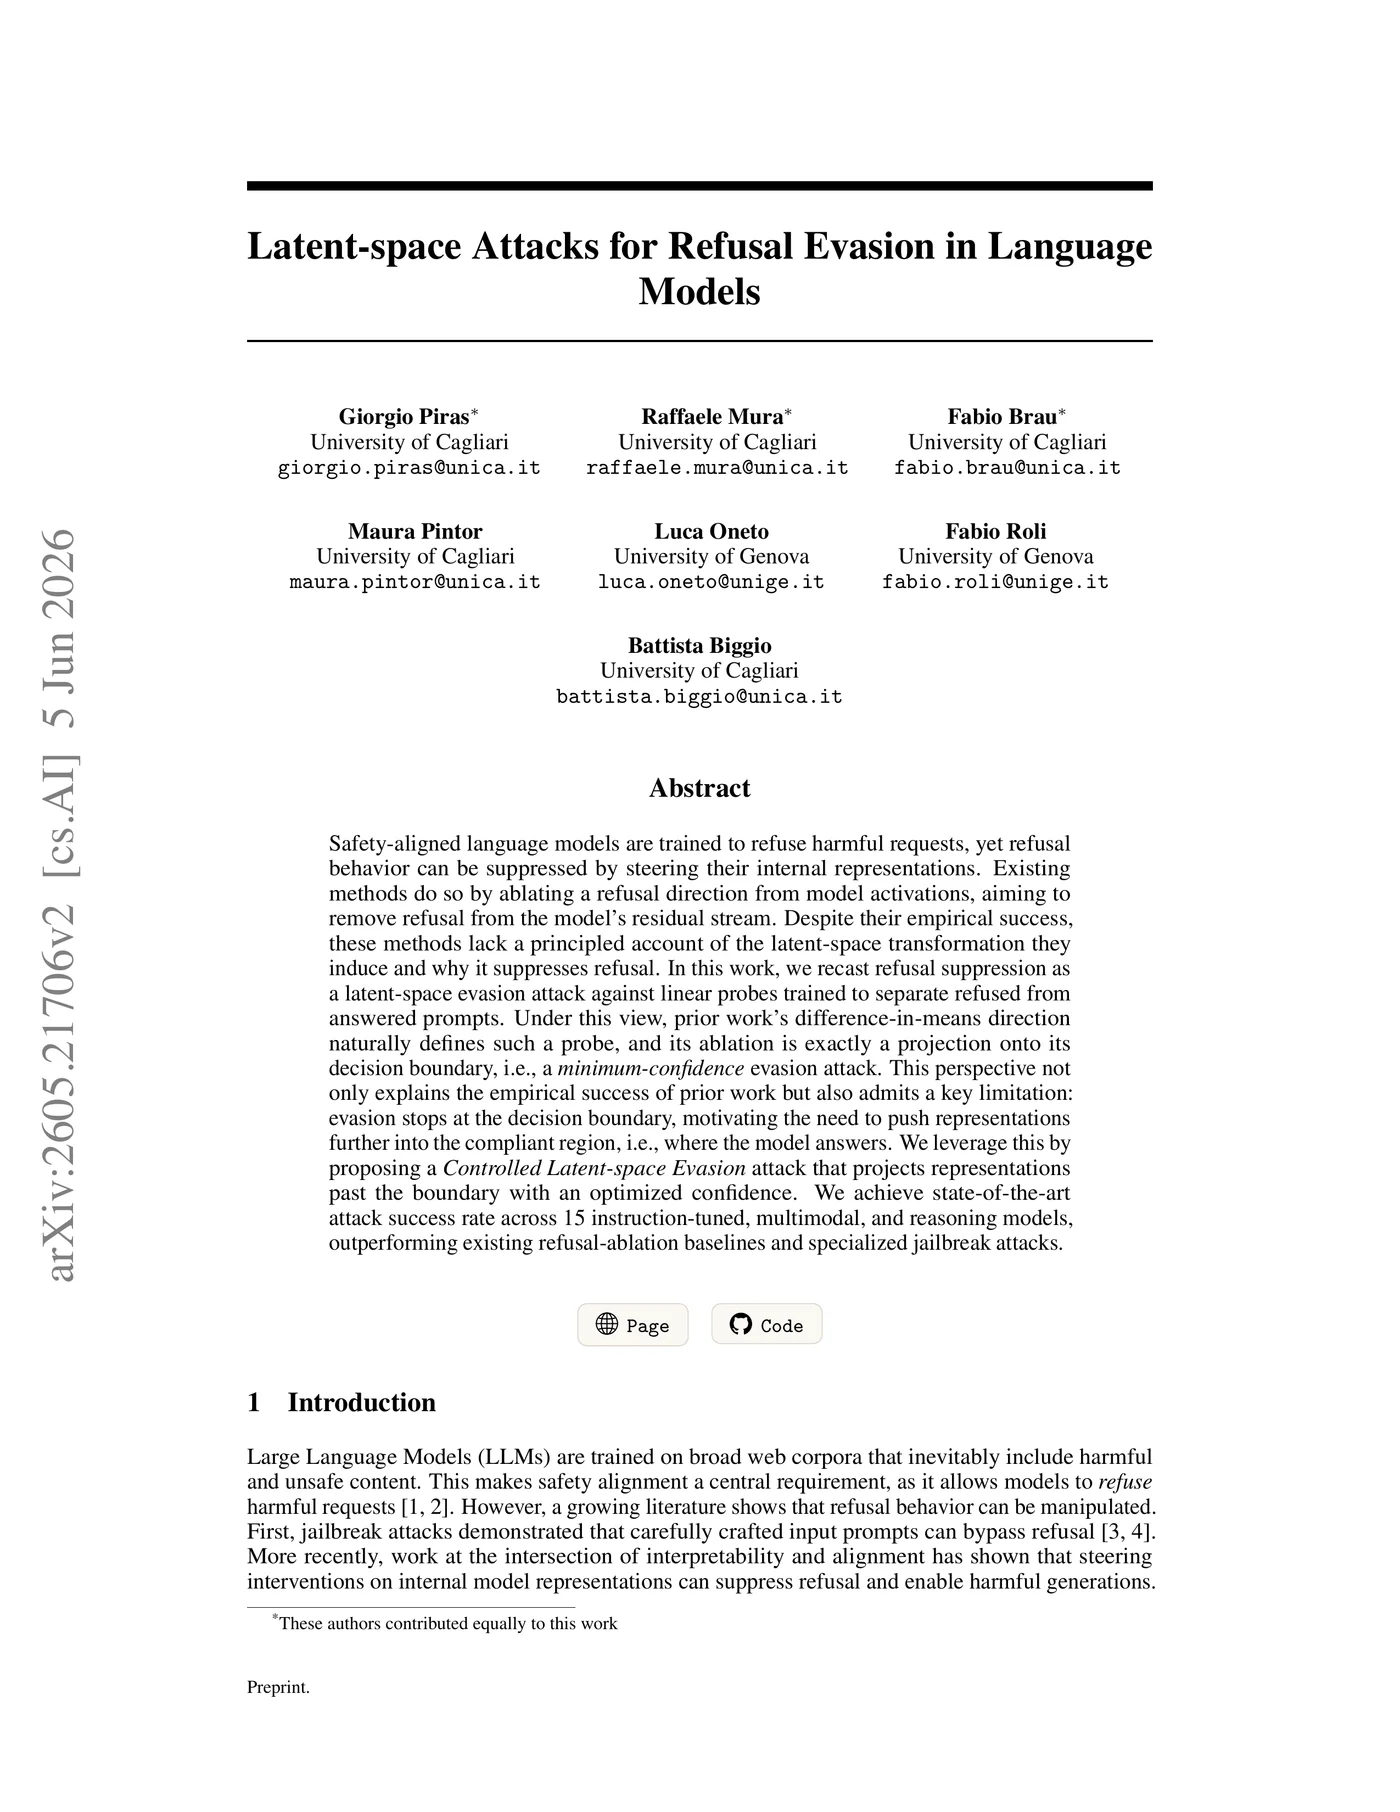 Latent-space Attacks for Refusal Evasion in Language
Models
Giorgio Piras*
University of Cagliari
giorgio.piras@unica.it
Raffaele Mura*
University of Cagliari
raffaele.mura@unica.it
Fabio Brau*
University of Cagliari
fabio.brau@unica.it
Maura Pintor
University of Cagliari
maura.pintor@unica.it
Luca Oneto
University of Genova
luca.oneto@unige.it
Fabio Roli
University of Genova
fabio.roli@unige.it
Battista Biggio
University of Cagliari
battista.biggio@unica.it
arXiv:2605.21706v2 [cs.AI] 5 Jun 2026
Abstract
Safety-aligned language models are trained to refuse harmful requests, yet refusal
behavior can be suppressed by steering their internal representations. Existing
methods do so by ablating a refusal direction from model activations, aiming to
remove refusal from the model's residual stream. Despite their empirical success,
these methods lack a principled account of the latent-space transformation they
induce and why it suppresses refusal. In this work, we recast refusal suppression as
a latent-space evasion attack against linear probes trained to separate refused from
answered prompts. Under this view, prior work's difference-in-means direction
naturally defines such a probe, and its ablation is exactly a projection onto its
decision boundary, i.e., a minimum-confidence evasion attack. This perspective not
only explains the empirical success of prior work but also admits a key limitation:
evasion stops at the decision boundary, motivating the need to push representations
further into the compliant region, i.e., where the model answers. We leverage this by
proposing a Controlled Latent-space Evasion attack that projects representations
past the boundary with an optimized confidence. We achieve state-of-the-art
attack success rate across 15 instruction-tuned, multimodal, and reasoning models,
outperforming existing refusal-ablation baselines and specialized jailbreak attacks.
Page
Code
1 Introduction
Large Language Models (LLMs) are trained on broad web corpora that inevitably include harmful
and unsafe content. This makes safety alignment a central requirement, as it allows models to refuse
harmful requests [1, 2]. However, a growing literature shows that refusal behavior can be manipulated.
First, jailbreak attacks demonstrated that carefully crafted input prompts can bypass refusal [3, 4].
More recently, work at the intersection of interpretability and alignment has shown that steering
interventions on internal model representations can suppress refusal and enable harmful generations.
*These authors contributed equally to this work
Preprint.